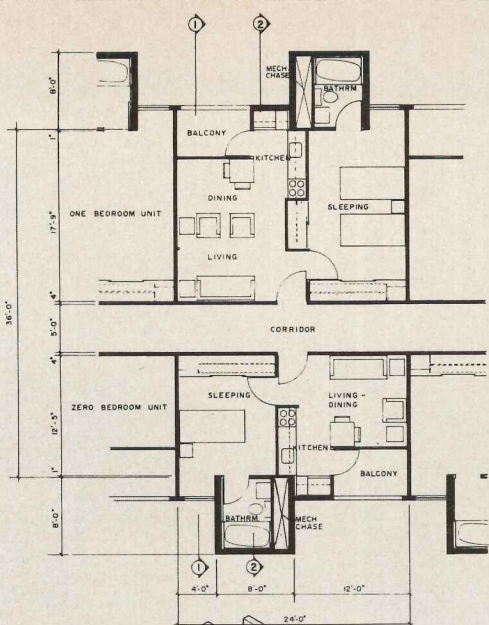 1
2
8'-0"
MECH
CHASE
BATHRM
BALCONY
1"
KITCHEN
DINING
SLEEPING
ONE BEDROOM UNIT
17'-9"
LIVING
36'-0"
4"
5'-0"
CORRIDOR
4"
SLEEPING
LIVING -
DINING
ZERO BEDROOM UNIT
12'-5"
KITCHEN
BALCONY
1"
8'-0"
BATHRM
MECH
CHASE
1
2
4'-0"
8'-0"
12'-0"
24'-0"